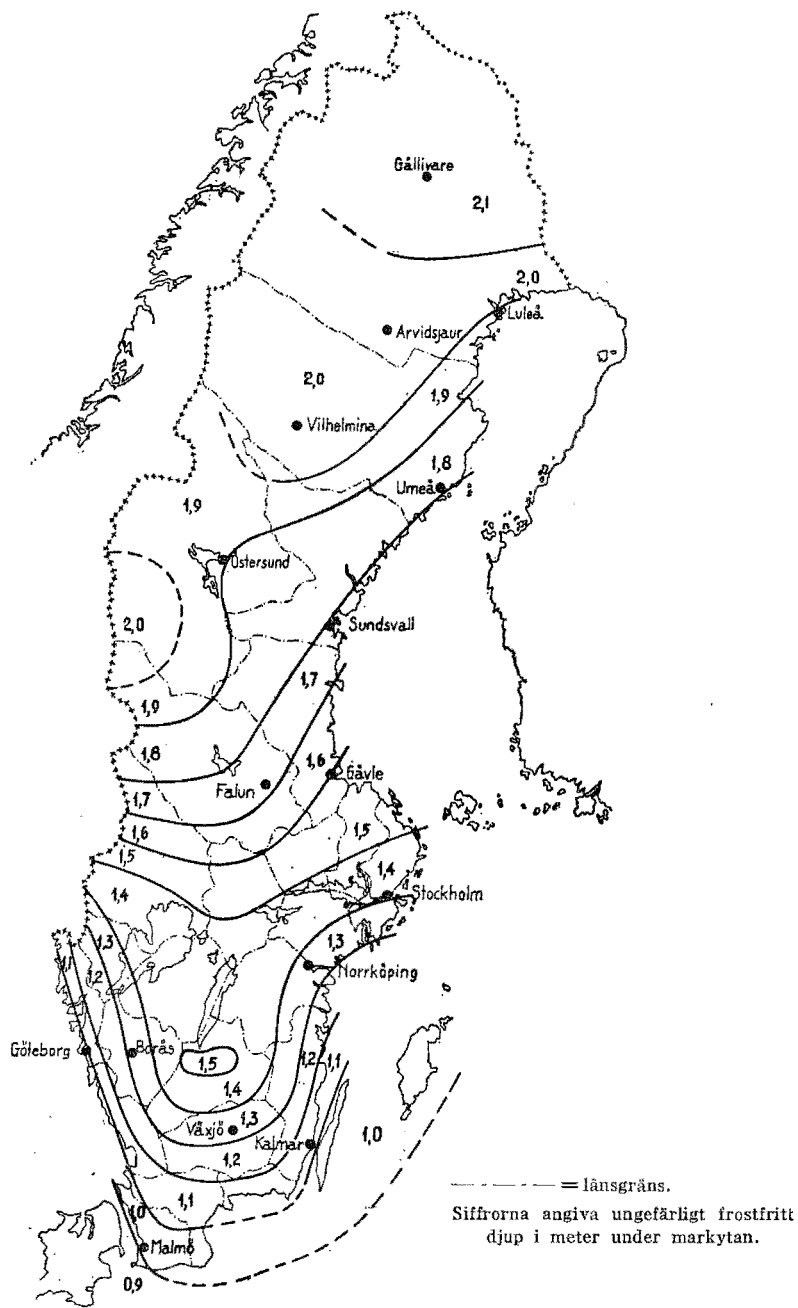 Gällivare
2,1
2,0
Luleå
Arvidsjaur
2,0
1,9
Vilhelmina
1,8
Umeå
1,9
Östersund
2,0
Sundsvall
1,7
1,9
1,8
1,6
Gävle
Falun
1,7
1,6
1,5
1,5
1,4
1,4
Stockholm
1,3
1,3
1,1
1,2
Norrköping
Göteborg
Borås
1,5
1,2
1,1
1,4
1,3
Växjö
Kalmar
1,0
1,2
1,1
1,0
Malmö
0,9
= länsgräns.
Siffrorna angiva ungefärligt frostfritt
djup i meter under markytan.